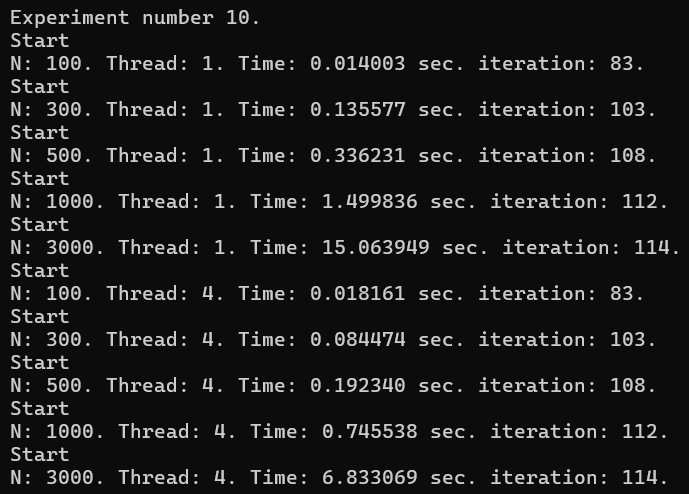 Experiment number 10.
Start
N: 100. Thread: 1. Time: 0.014003 sec. iteration: 83.
Start
N: 300. Thread: 1. Time: 0.135577 sec. iteration: 103.
Start
N: 500. Thread: 1. Time: 0.336231 sec. iteration: 108.
Start
N: 1000. Thread: 1. Time: 1.499836 sec. iteration: 112.
Start
N: 3000. Thread: 1. Time: 15.063949 sec. iteration: 114.
Start
N: 100. Thread: 4. Time: 0.018161 sec. iteration: 83.
Start
N: 300. Thread: 4. Time: 0.084474 sec. iteration: 103.
Start
N: 500. Thread: 4. Time: 0.192340 sec. iteration: 108.
Start
N: 1000. Thread: 4. Time: 0.745538 sec. iteration: 112.
Start
N: 3000. Thread: 4. Time: 6.833069 sec. iteration: 114.